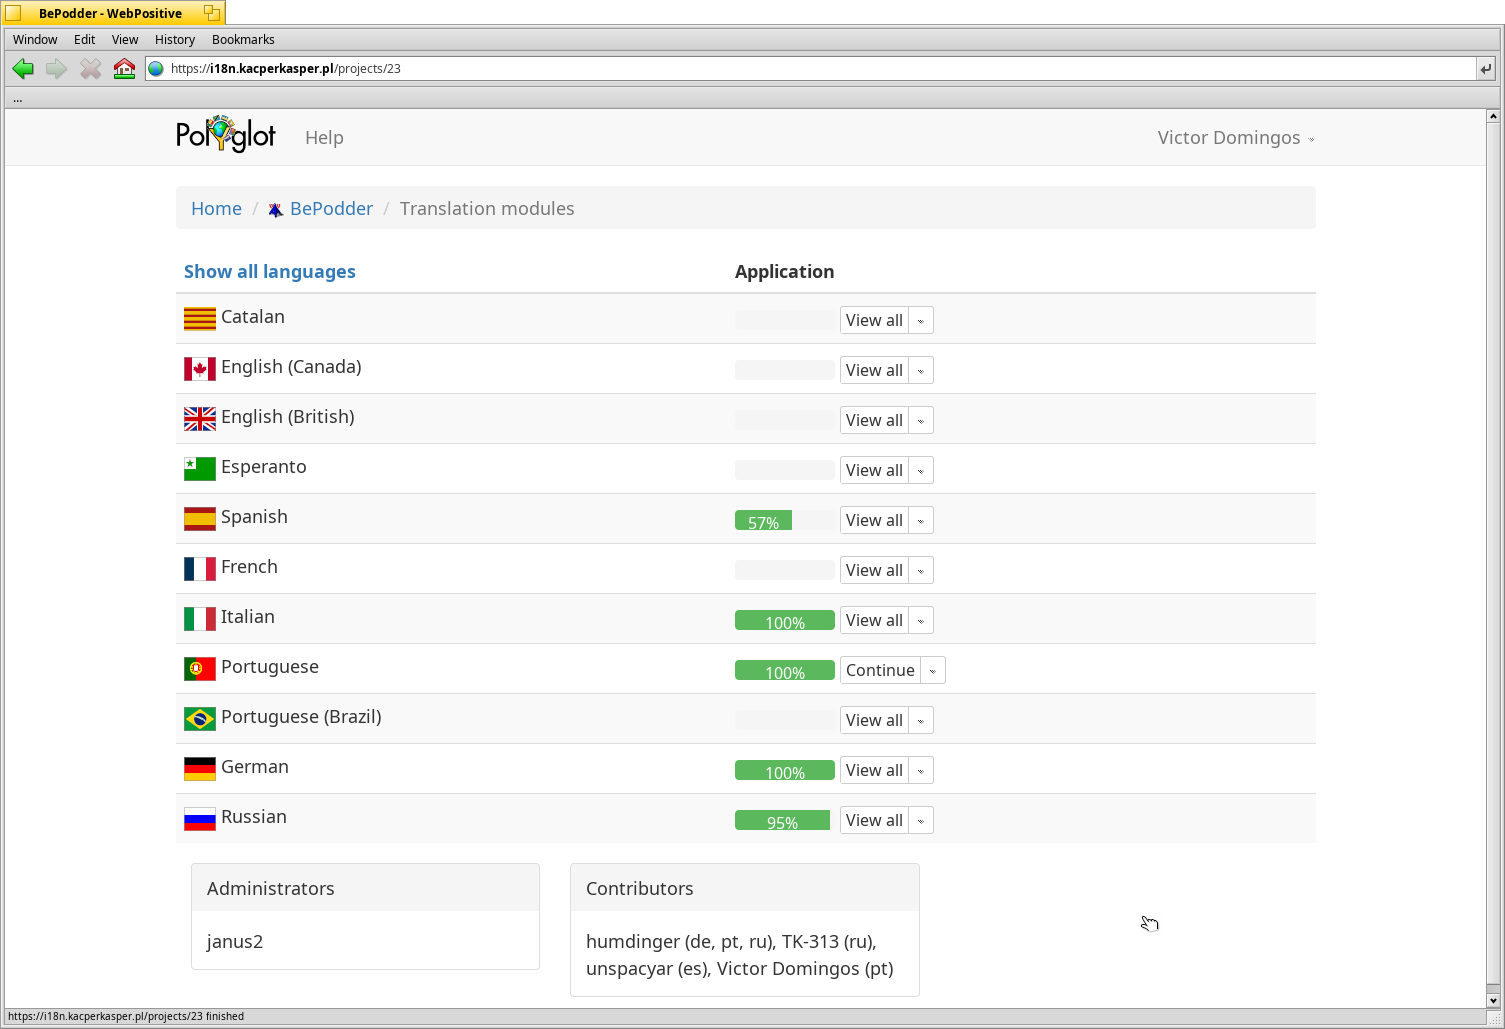 BePodder - WebPositive
Window Edit View History Bookmarks
https://i18n.kacperkasper.pl/projects/23
...
Polyglot Help Victor Domingos
Home / BePodder / Translation modules
Show all languages Application
Catalan View all
English (Canada) View all
English (British) View all
Esperanto View all
Spanish 57% View all
French View all
Italian 100% View all
Portuguese 100% Continue
Portuguese (Brazil) View all
German 100% View all
Russian 95% View all
Administrators
janus2
Contributors
humdinger (de, pt, ru), TK-313 (ru),
unspacyar (es), Victor Domingos (pt)
https://i18n.kacperkasper.pl/projects/23 finished